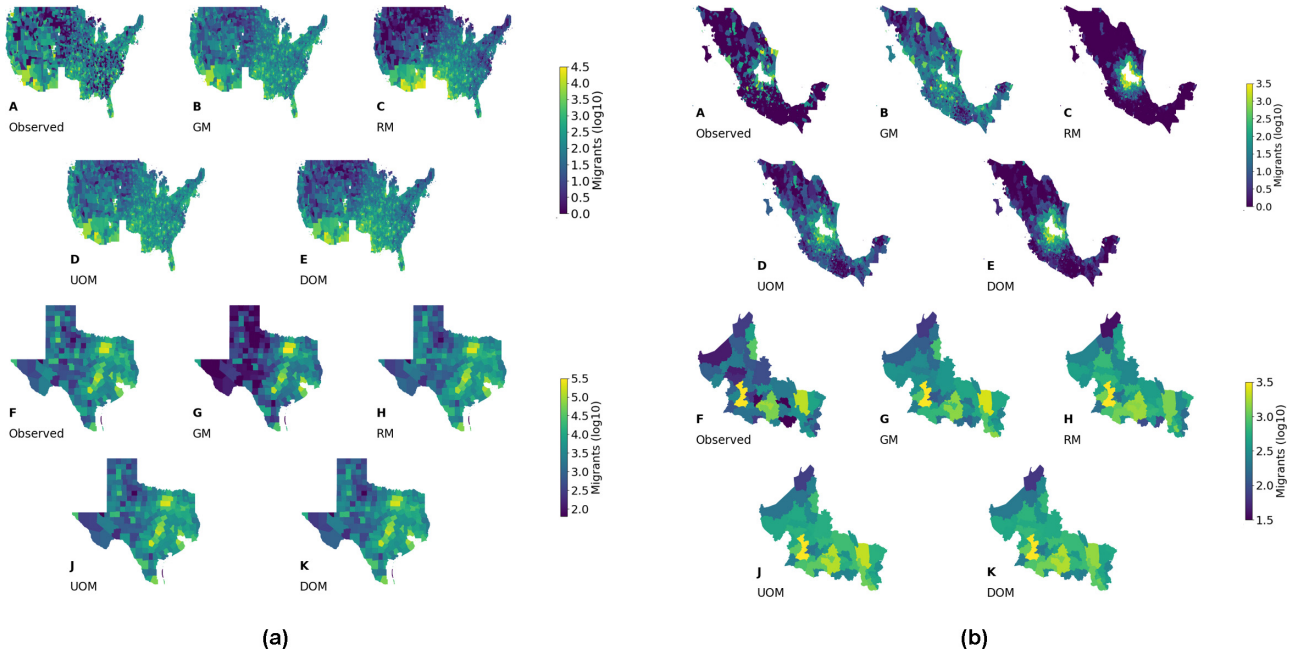 A
Observed
B
GM
C
RM
4.5
4.0
3.5
3.0
2.5
2.0
1.5
1.0
0.5
0.0
Migrants (log10)
D
UOM
E
DOM
F
Observed
G
GM
H
RM
5.5
5.0
4.5
4.0
3.5
3.0
2.5
2.0
Migrants (log10)
J
UOM
K
DOM
(a)
A
Observed
B
GM
C
RM
3.5
3.0
2.5
2.0
1.5
1.0
0.5
0.0
Migrants (log10)
D
UOM
E
DOM
F
Observed
G
GM
H
RM
3.5
3.0
2.5
2.0
1.5
Migrants (log10)
J
UOM
K
DOM
(b)